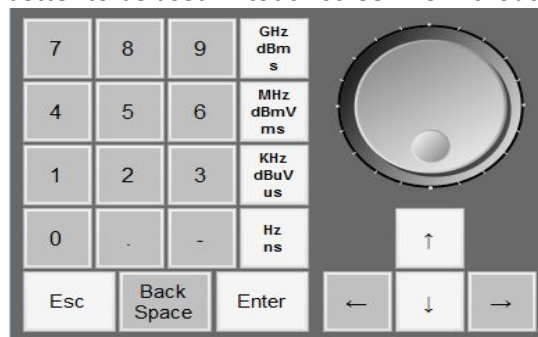 7 8 9 GHz
dBm
s
4 5 6 MHz
dBmV
ms
1 2 3 KHz
dBuV
us
0 . - Hz
ns
↑
Esc Back
Space Enter ← ↓ →